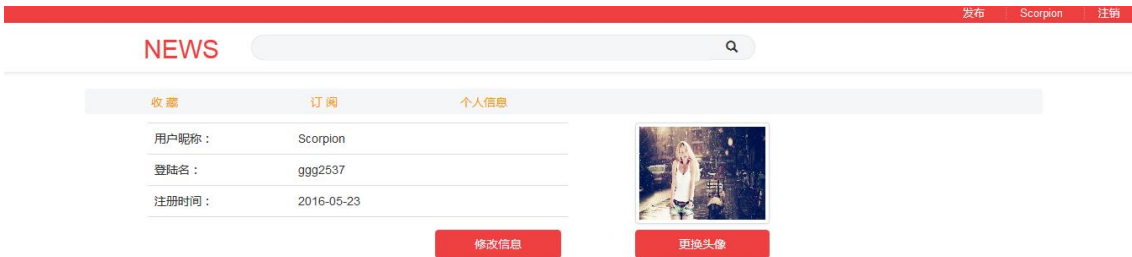 发布 Scorpion 注销
NEWS
收 藏 订 阅 个人信息
用户昵称： Scorpion
登陆名： ggg2537
注册时间： 2016-05-23
修改信息 更换头像